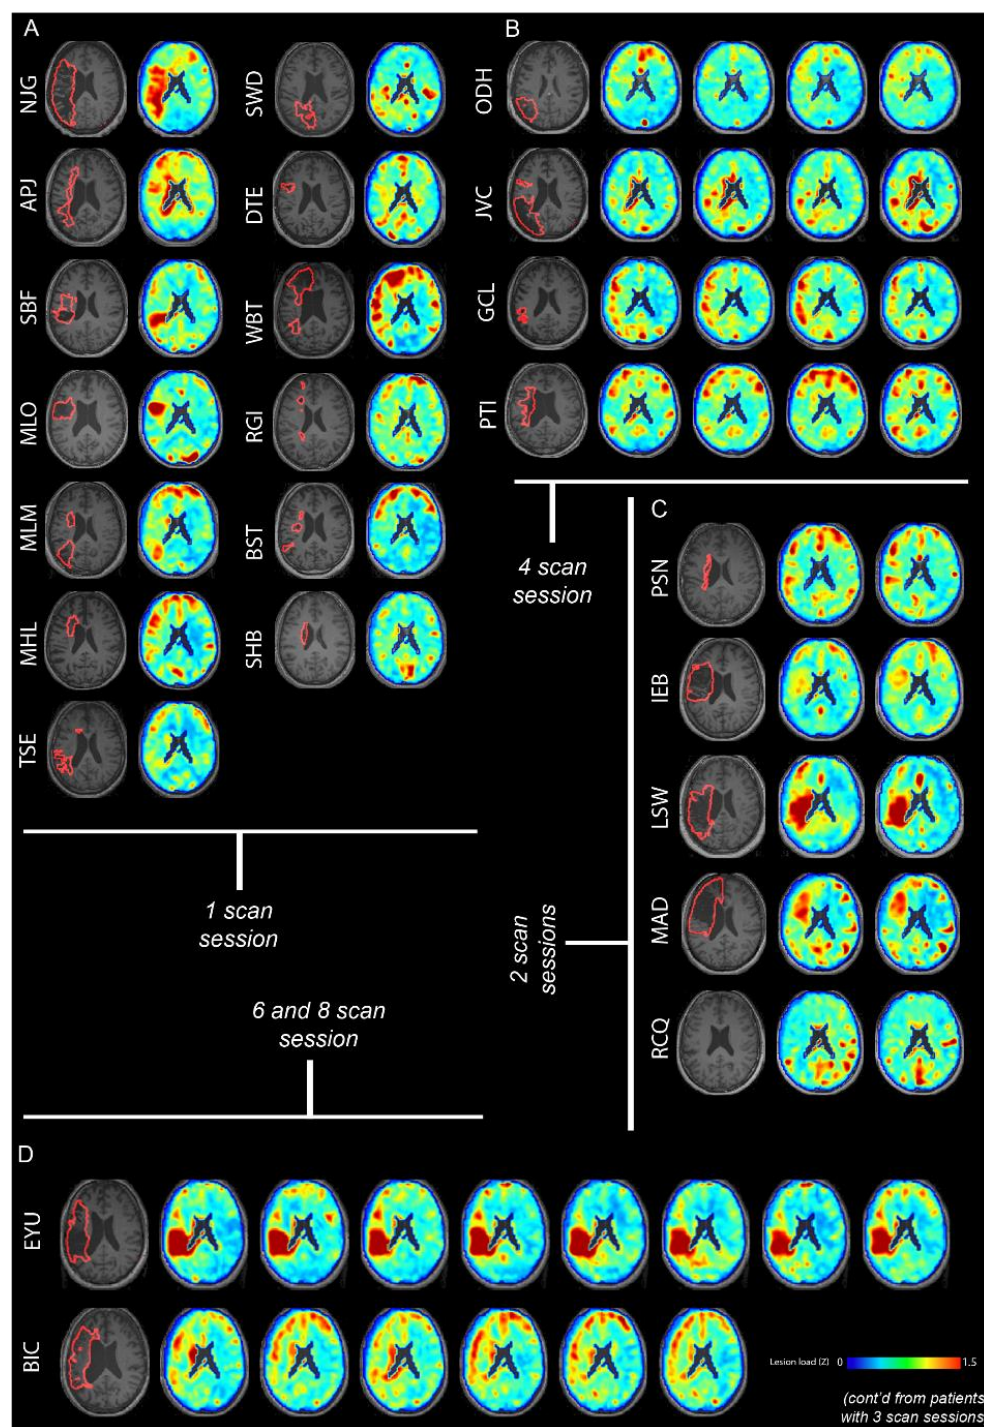 A
NJG
SWD
APJ
DTE
SBF
WBT
MLO
RGI
MLM
BST
MHL
SHB
TSE
1 scan
session
B
ODH
JVC
GCL
PTI
4 scan
session
C
PSN
IEB
LSW
MAD
RCQ
2 scan
sessions
6 and 8 scan
session
D
EYU
BIC
Lesion load (Z) 0 1.5
(cont'd from patients
with 3 scan sessions)